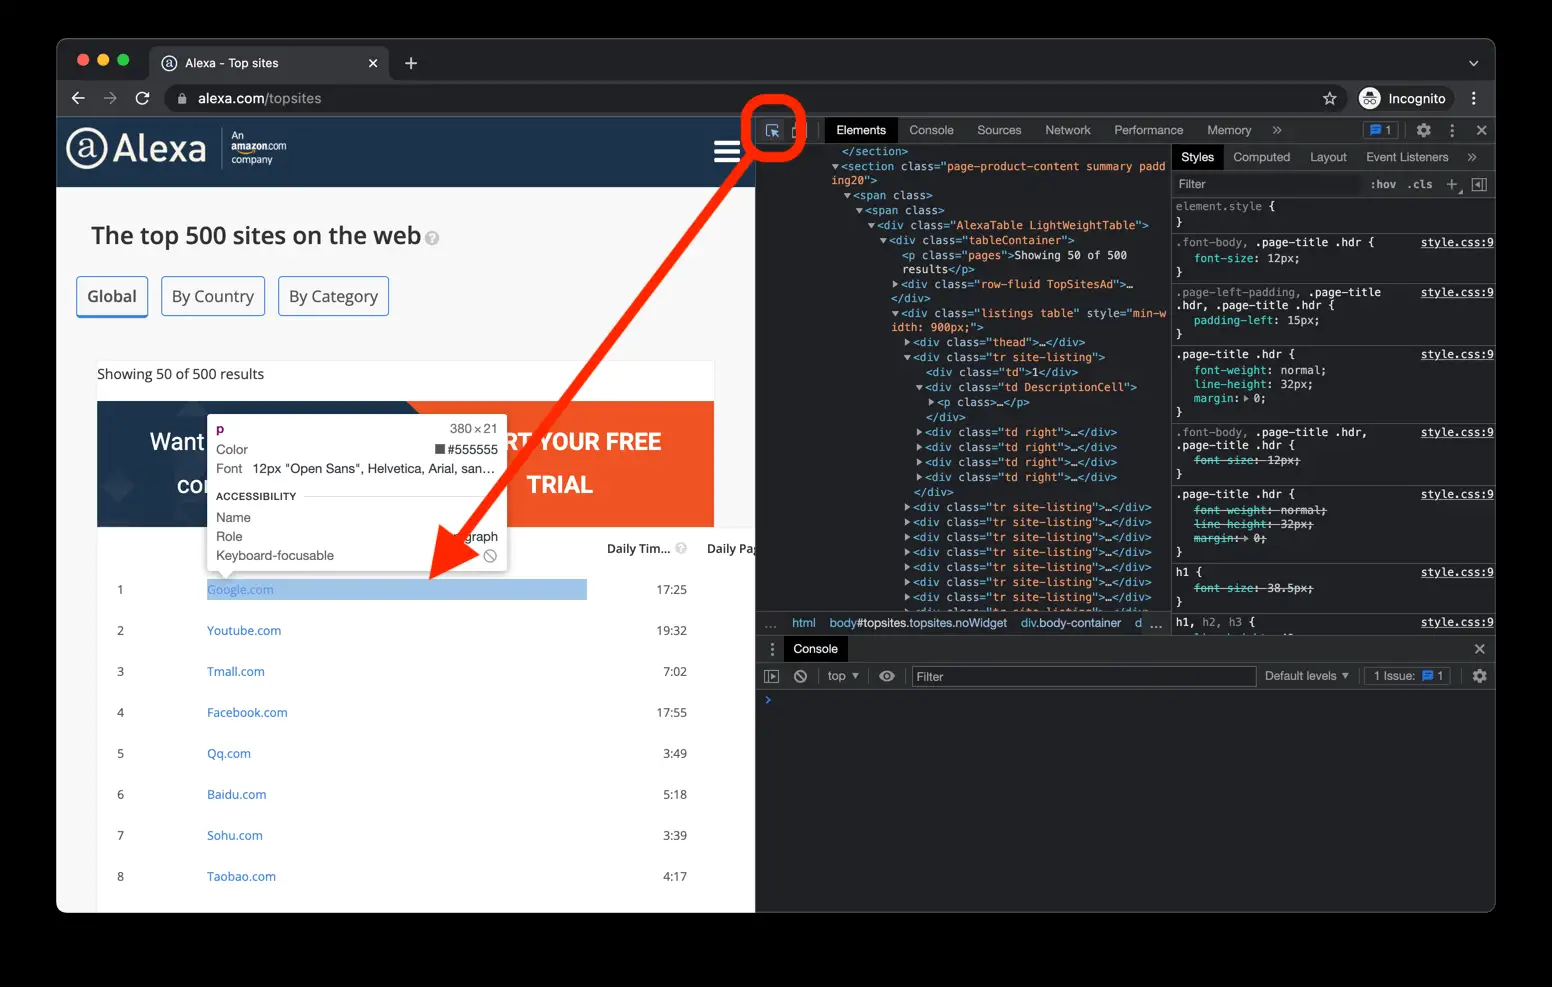 Alexa - Top sites
alexa.com/topsites
Incognito
Alexa
An
amazon.com
company
The top 500 sites on the web
Global
By Country
By Category
Showing 50 of 500 results
Want
RT YOUR FREE
TRIAL
p
380 × 21
Color
#555555
Font 12px "Open Sans", Helvetica, Arial, san...
ACCESSIBILITY
Name
Role
graph
Keyboard-focusable
Daily Tim...
Daily Pag
1 Google.com 17:25
2 Youtube.com 19:32
3 Tmall.com 7:02
4 Facebook.com 17:55
5 Qq.com 3:49
6 Baidu.com 5:18
7 Sohu.com 3:39
8 Taobao.com 4:17
Elements Console Sources Network Performance Memory » 1
</section>
<section class="page-product-content summary padd
ing20">
<span class>
<span class>
<div class="AlexaTable LightWeightTable">
<div class="tableContainer">
<p class="pages">Showing 50 of 500
results</p>
<div class="row-fluid TopSitesAd">…
</div>
<div class="listings table" style="min-w
idth: 900px;">
<div class="thead">…</div>
<div class="tr site-listing">
<div class="td">1</div>
<div class="td DescriptionCell">
<p class>…</p>
</div>
<div class="td right">…</div>
<div class="td right">…</div>
<div class="td right">…</div>
<div class="td right">…</div>
</div>
<div class="tr site-listing">…</div>
<div class="tr site-listing">…</div>
<div class="tr site-listing">…</div>
<div class="tr site-listing">…</div>
<div class="tr site-listing">…</div>
<div class="tr site-listing">…</div>
<div class="tr site-listing">…</div>
... html body#topsites.topsites.noWidget div.body-container d ...
Styles Computed Layout Event Listeners »
Filter :hov .cls +
element.style {
}
.font-body, .page-title .hdr { style.css:9
font-size: 12px;
}
.page-left-padding, .page-title style.css:9
.hdr, .page-title .hdr {
padding-left: 15px;
}
.page-title .hdr { style.css:9
font-weight: normal;
line-height: 32px;
margin: 0;
}
.font-body, .page-title .hdr, style.css:9
.page-title .hdr {
font-size: 12px;
}
.page-title .hdr { style.css:9
font-weight: normal;
line-height: 32px;
margin: 0;
}
h1 { style.css:9
font-size: 38.5px;
}
h1, h2, h3 { style.css:9
Console
top Filter Default levels 1 Issue: 1